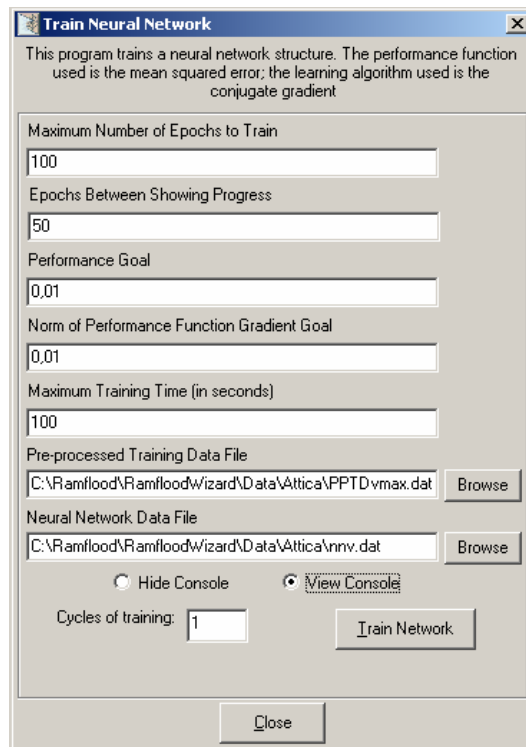 Train Neural Network
This program trains a neural network structure. The performance function
used is the mean squared error; the learning algorithm used is the
conjugate gradient
Maximum Number of Epochs to Train
100
Epochs Between Showing Progress
50
Performance Goal
0,01
Norm of Performance Function Gradient Goal
0,01
Maximum Training Time (in seconds)
100
Pre-processed Training Data File
C:\Ramflood\RamfloodWizard\Data\Attica\PPTDvmax.dat Browse
Neural Network Data File
C:\Ramflood\RamfloodWizard\Data\Attica\nnv.dat Browse
Hide Console View Console
Cycles of training: 1 Train Network
Close